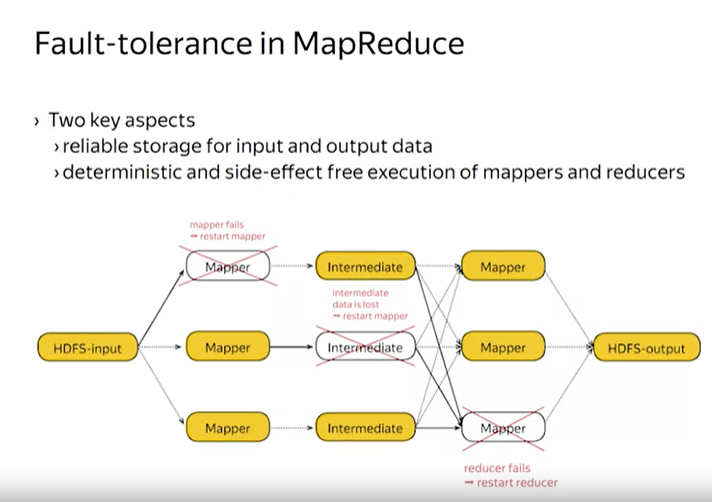 Fault-tolerance in MapReduce
› Two key aspects
› reliable storage for input and output data
› deterministic and side-effect free execution of mappers and reducers
mapper fails
→ restart mapper
Mapper
Intermediate
Mapper
intermediate
data is lost
→ restart mapper
HDFS-input
Mapper
Intermediate
Mapper
HDFS-output
Mapper
Intermediate
Mapper
reducer fails
→ restart reducer